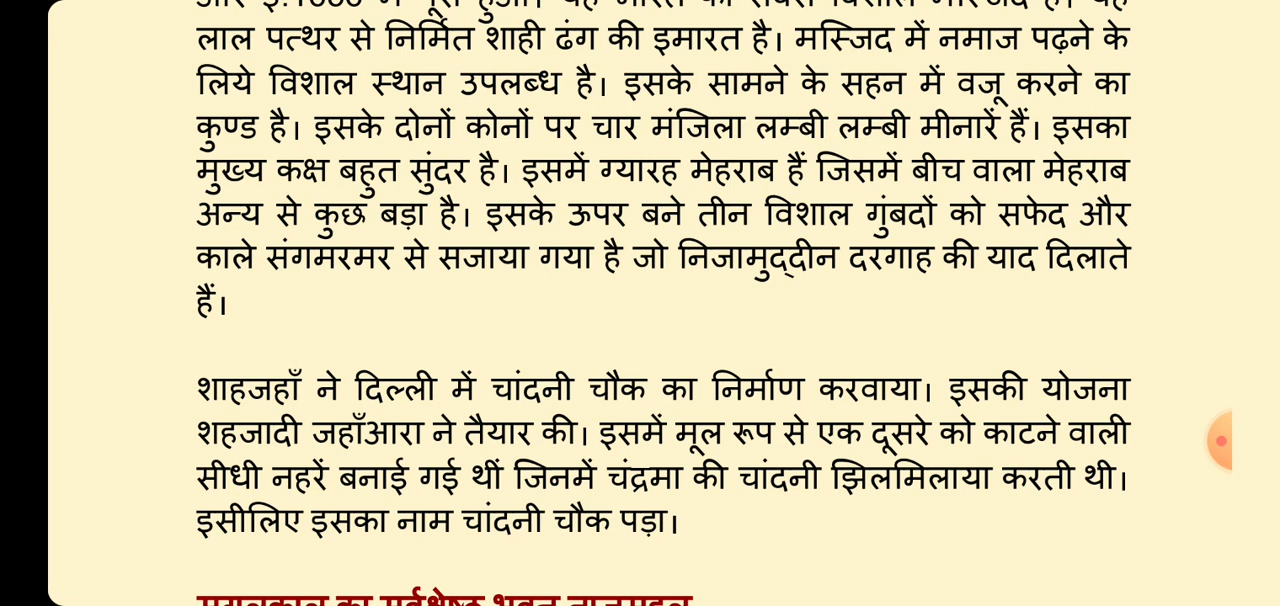 लाल पत्थर से निर्मित शाही ढंग की इमारत है। मस्जिद में नमाज पढ़ने के
लिये विशाल स्थान उपलब्ध है। इसके सामने के सहन में वजू करने का
कुण्ड है। इसके दोनों कोनों पर चार मंजिला लम्बी लम्बी मीनारें हैं। इसका
मुख्य कक्ष बहुत सुंदर है। इसमें ग्यारह मेहराब हैं जिसमें बीच वाला मेहराब
अन्य से कुछ बड़ा है। इसके ऊपर बने तीन विशाल गुंबदों को सफेद और
काले संगमरमर से सजाया गया है जो निजामुद्दीन दरगाह की याद दिलाते
हैं।
शाहजहाँ ने दिल्ली में चांदनी चौक का निर्माण करवाया। इसकी योजना
शहजादी जहाँआरा ने तैयार की। इसमें मूल रूप से एक दूसरे को काटने वाली
सीधी नहरें बनाई गई थीं जिनमें चंद्रमा की चांदनी झिलमिलाया करती थी।
इसीलिए इसका नाम चांदनी चौक पड़ा।